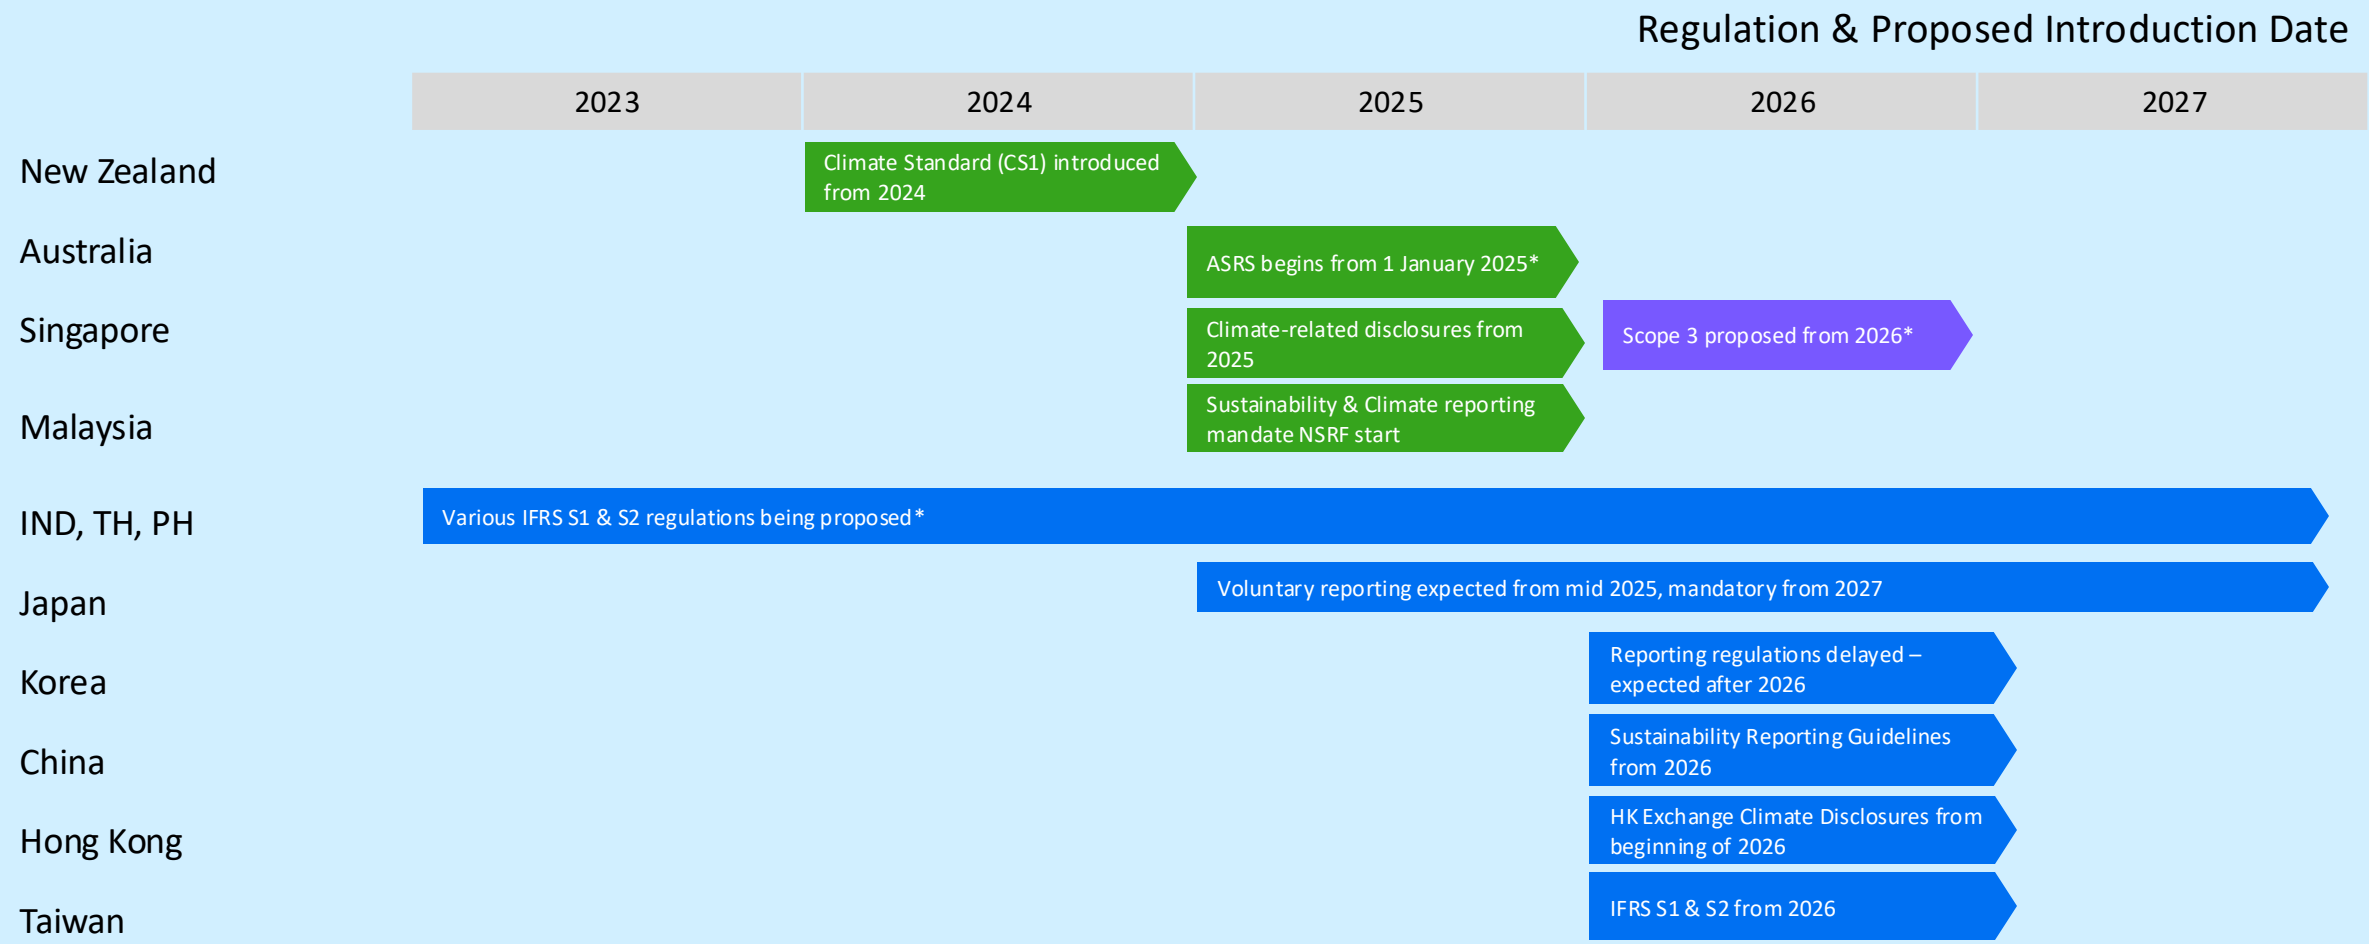 Regulation & Proposed Introduction Date
2023 2024 2025 2026 2027
New Zealand
Climate Standard (CS1) introduced
from 2024
Australia
ASRS begins from 1 January 2025*
Singapore
Climate-related disclosures from
2025
Scope 3 proposed from 2026*
Malaysia
Sustainability & Climate reporting
mandate NSRF start
IND, TH, PH
Various IFRS S1 & S2 regulations being proposed*
Japan
Voluntary reporting expected from mid 2025, mandatory from 2027
Korea
Reporting regulations delayed –
expected after 2026
China
Sustainability Reporting Guidelines
from 2026
Hong Kong
HK Exchange Climate Disclosures from
beginning of 2026
Taiwan
IFRS S1 & S2 from 2026